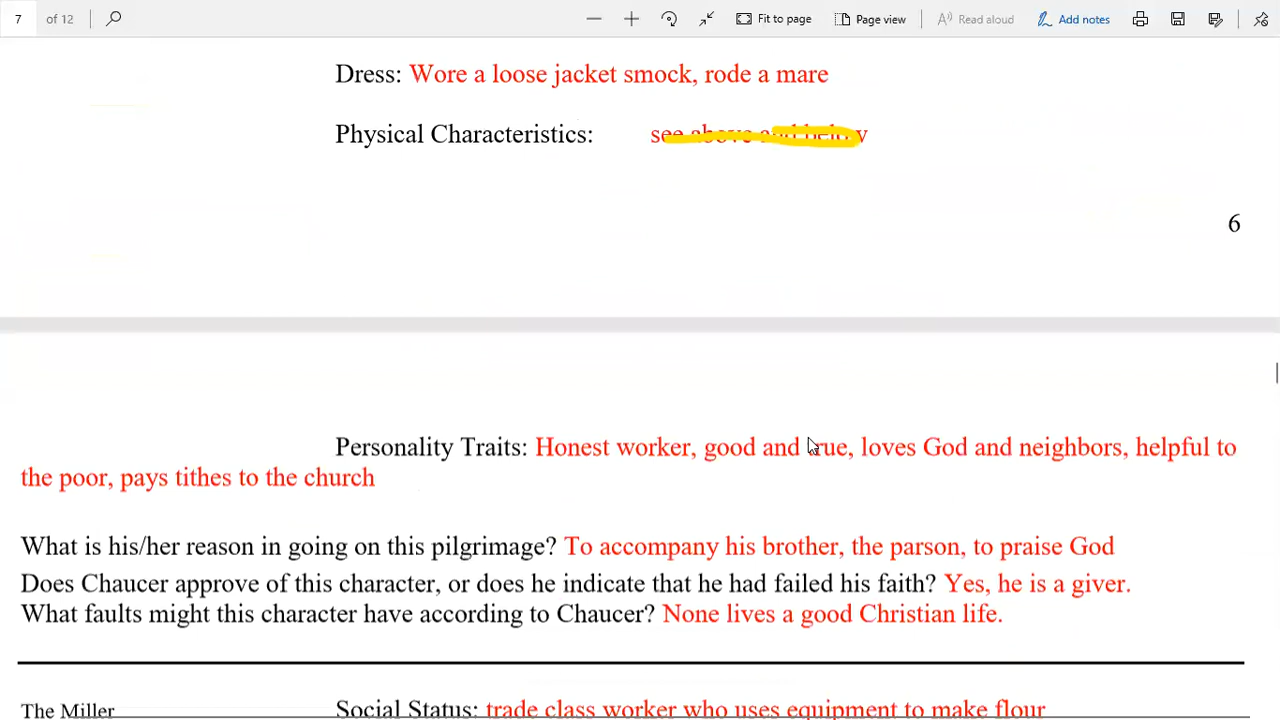 7 of 12 Fit to page Page view Read aloud Add notes
Dress: Wore a loose jacket smock, rode a mare
Physical Characteristics: see above and below
6
Personality Traits: Honest worker, good and true, loves God and neighbors, helpful to
the poor, pays tithes to the church
What is his/her reason in going on this pilgrimage? To accompany his brother, the parson, to praise God
Does Chaucer approve of this character, or does he indicate that he had failed his faith? Yes, he is a giver.
What faults might this character have according to Chaucer? None lives a good Christian life.
The Miller Social Status: trade class worker who uses equipment to make flour